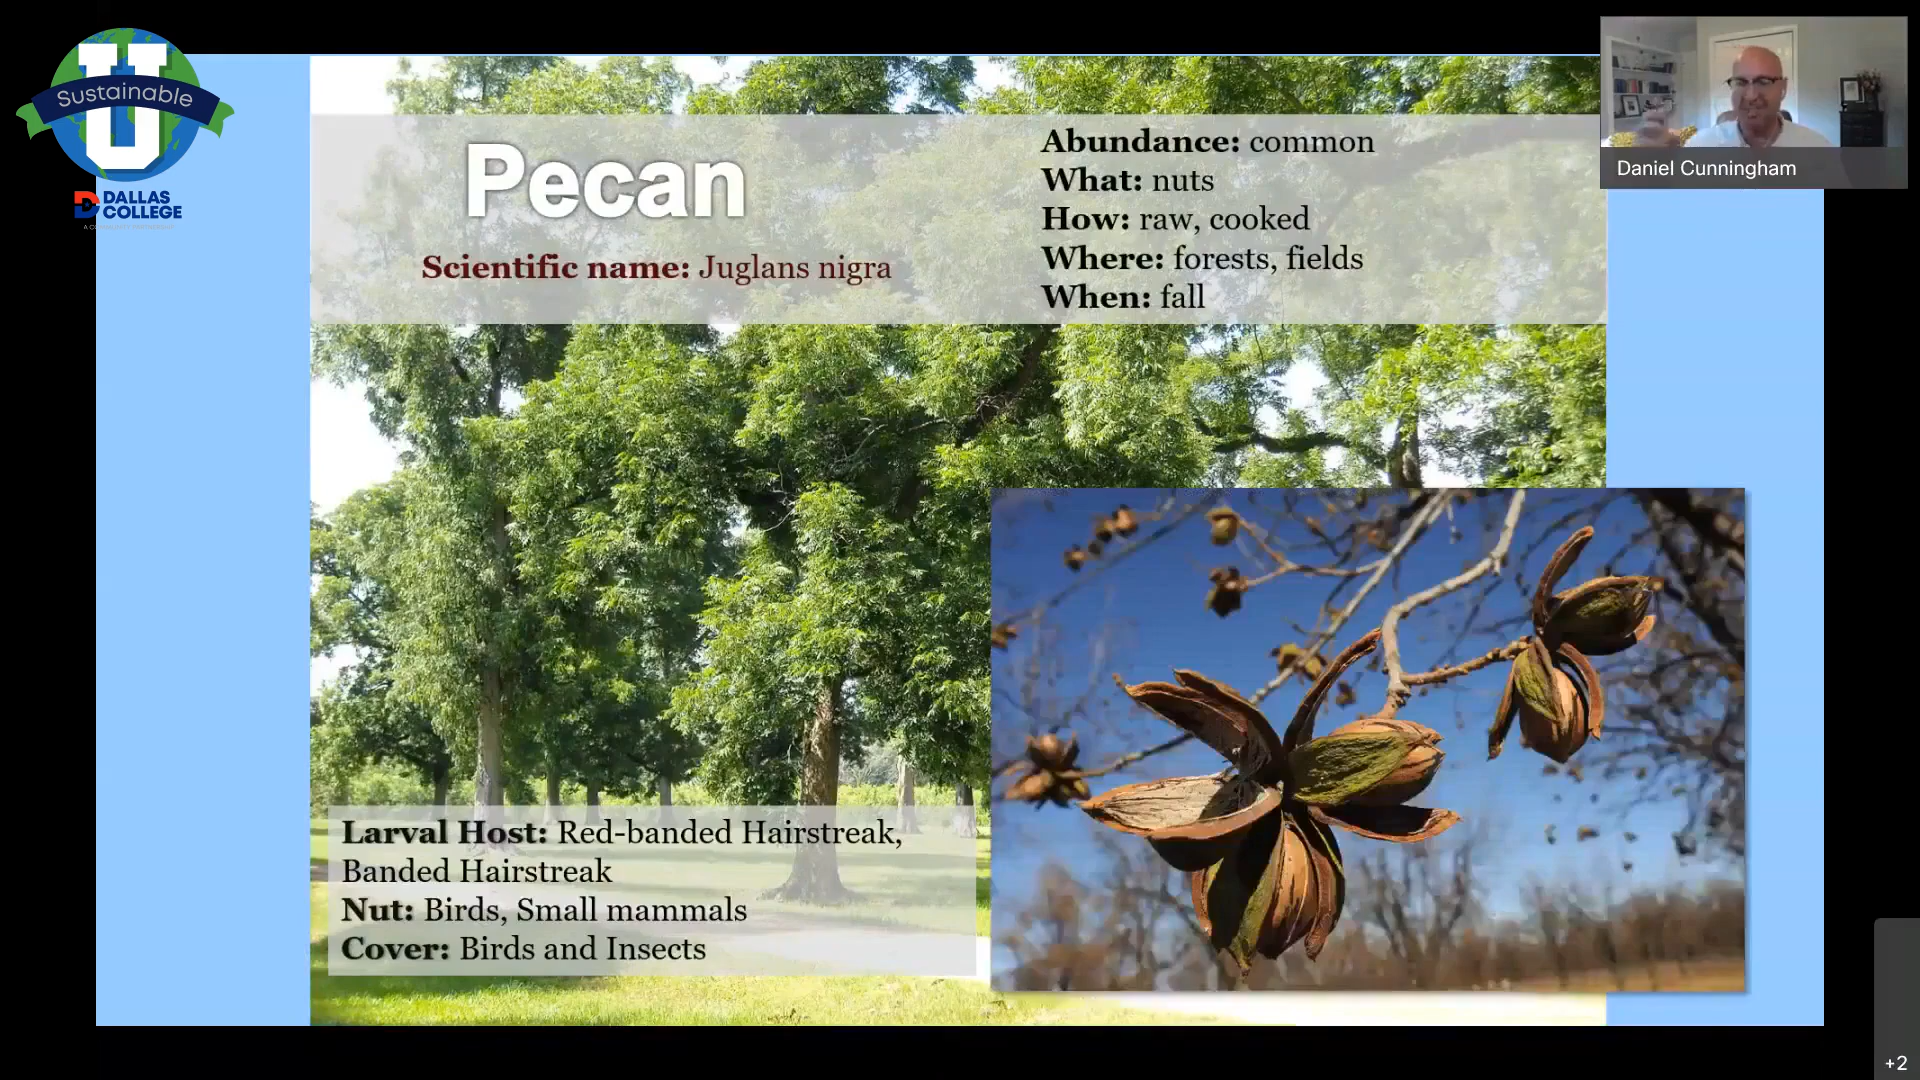 Sustainable
U
DALLAS
COLLEGE
Pecan
Scientific name: Juglans nigra
Abundance: common
What: nuts
How: raw, cooked
Where: forests, fields
When: fall
Daniel Cunningham
Larval Host: Red-banded Hairstreak,
Banded Hairstreak
Nut: Birds, Small mammals
Cover: Birds and Insects
+2